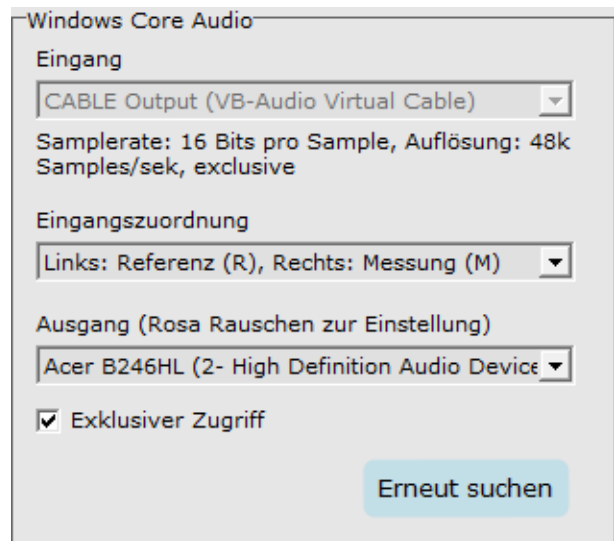 Windows Core Audio
Eingang
CABLE Output (VB-Audio Virtual Cable)
Samplerate: 16 Bits pro Sample, Auflösung: 48k
Samples/sek, exclusive
Eingangszuordnung
Links: Referenz (R), Rechts: Messung (M)
Ausgang (Rosa Rauschen zur Einstellung)
Acer B246HL (2- High Definition Audio Device
Exklusiver Zugriff
Erneut suchen